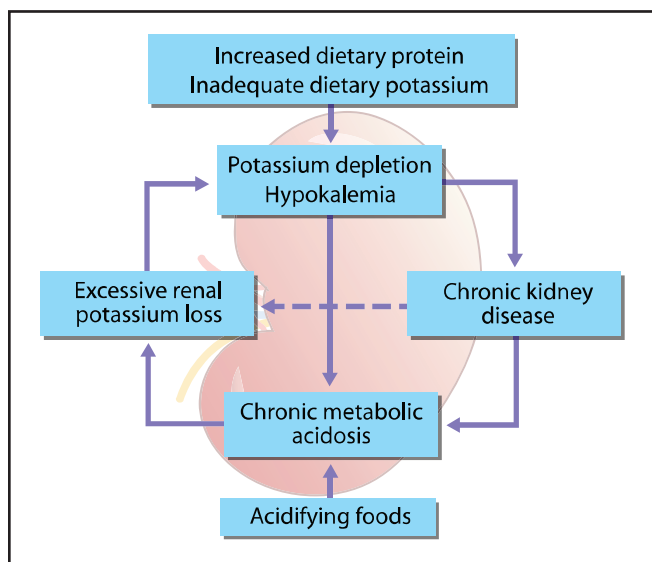 Increased dietary protein
Inadequate dietary potassium
Potassium depletion
Hypokalemia
Excessive renal
potassium loss
Chronic kidney
disease
Chronic metabolic
acidosis
Acidifying foods